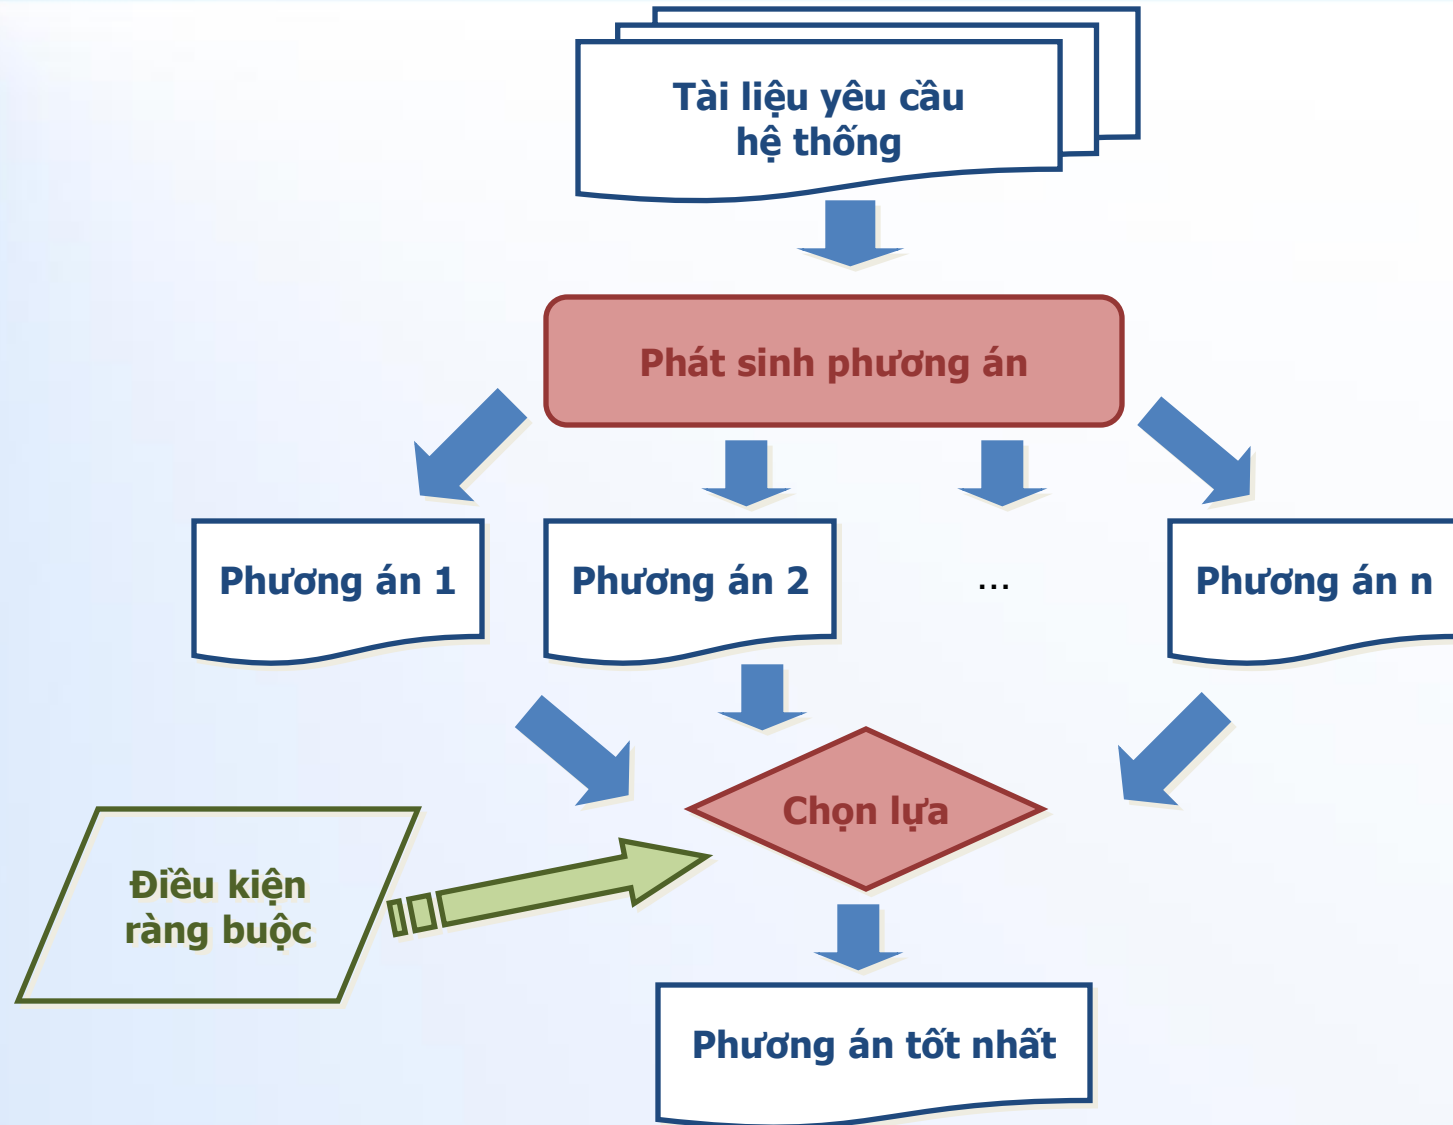 Tài liệu yêu cầu
hệ thống
Phát sinh phương án
Phương án 1
Phương án 2
...
Phương án n
Chọn lựa
Điều kiện
ràng buộc
Phương án tốt nhất